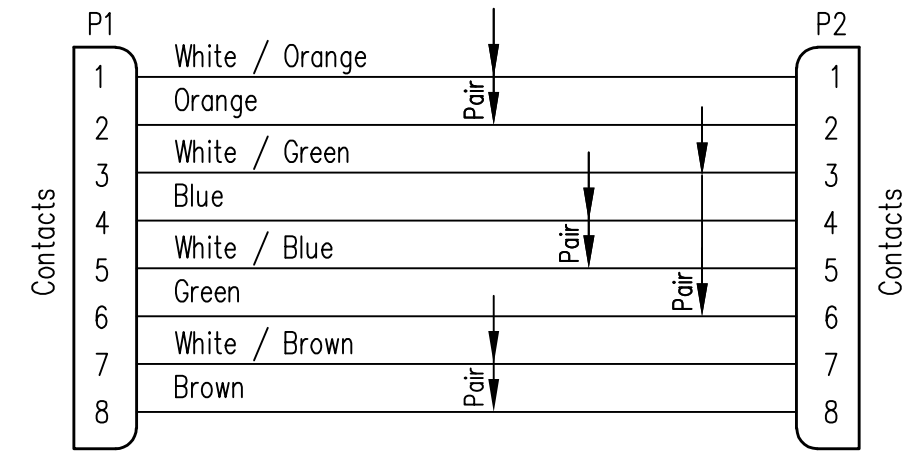 P1 P2
White / Orange
1 1
Orange
Pair
2 2
White / Green
3 3
Blue
4 4
White / Blue
Pair
5 5
Green
Pair
6 6
White / Brown
7 7
Brown
Pair
8 8
Contacts
Contacts